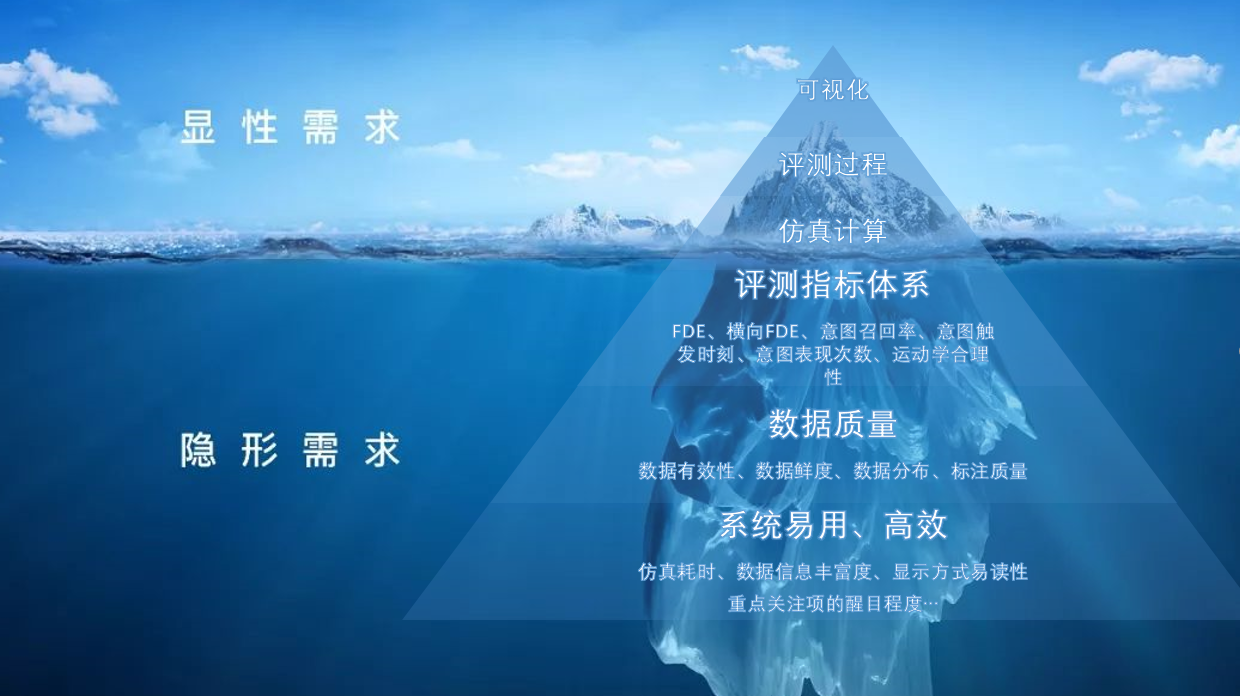 显性需求
可视化
评测过程
仿真计算
评测指标体系
FDE、横向FDE、意图召回率、意图触
发时刻、意图表现次数、运动学合理
性
隐形需求
数据质量
数据有效性、数据鲜度、数据分布、标注质量
系统易用、高效
仿真耗时、数据信息丰富度、显示方式易读性
重点关注项的醒目程度…